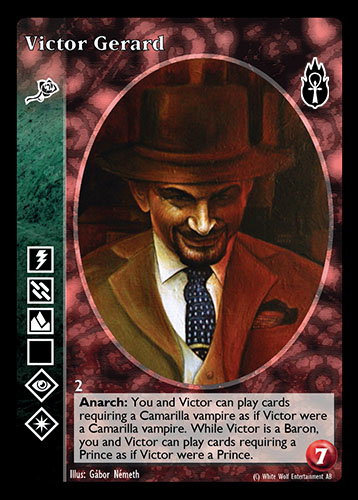 Victor Gerard
2
Anarch: You and Victor can play cards
requiring a Camarilla vampire as if Victor were
a Camarilla vampire. While Victor is a Baron,
you and Victor can play cards requiring a
Prince as if Victor were a Prince.
7
Illus: Gábor Németh
(C) White Wolf Entertainment AB